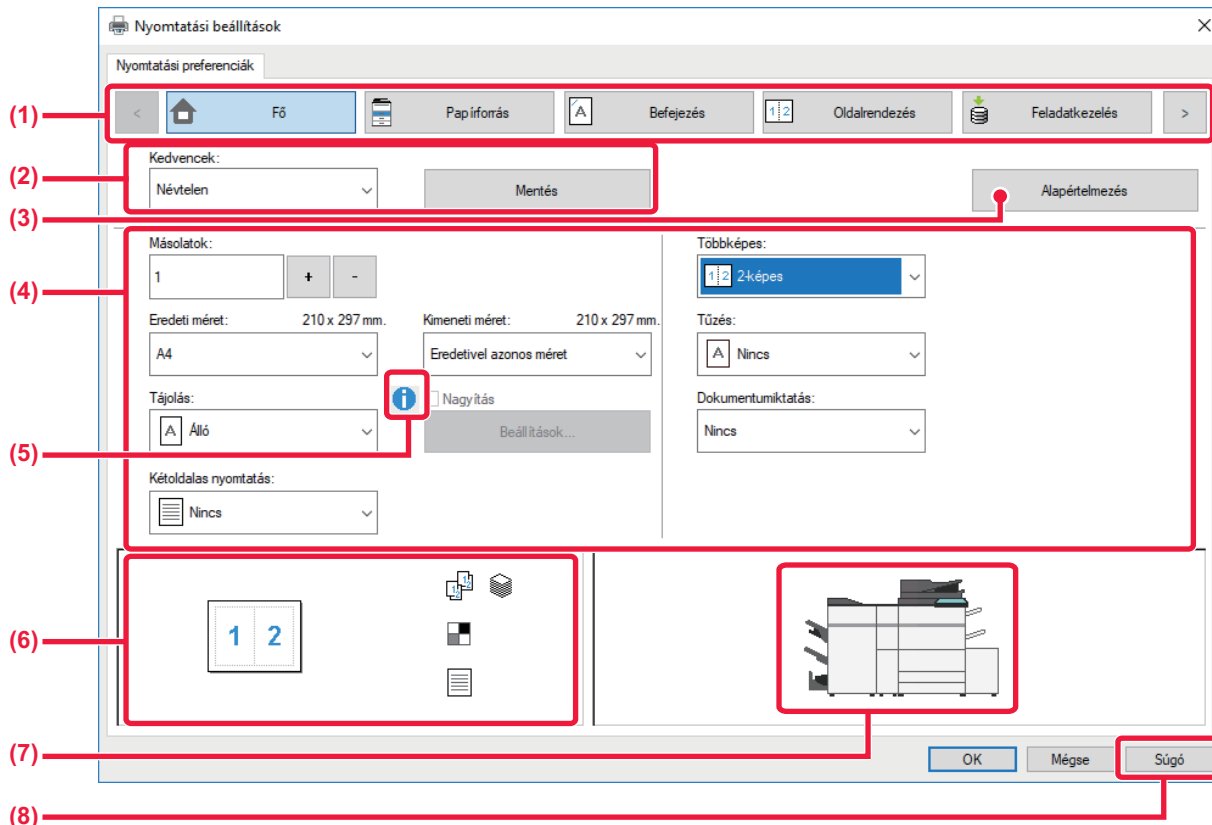 Nyomtatási beállítások
Nyomtatási preferenciák
(1)
< Fő Papírforrás Befejezés Oldalrendezés Feladatkezelés >
(2)
Kedvencek:
Névtelen Mentés
Alapértelmezés
(3)
Másolatok:
1 + -
Többképes:
2-képes
(4)
Eredeti méret: 210 x 297 mm.
A4
Kimeneti méret: 210 x 297 mm.
Eredetivel azonos méret
Tűzés:
Nincs
Tájolás:
Álló
Nagyítás
Beállítások...
Dokumentumiktatás:
Nincs
(5)
Kétoldalas nyomtatás:
Nincs
(6)
1 2
(7)
OK Mégse Súgó
(8)